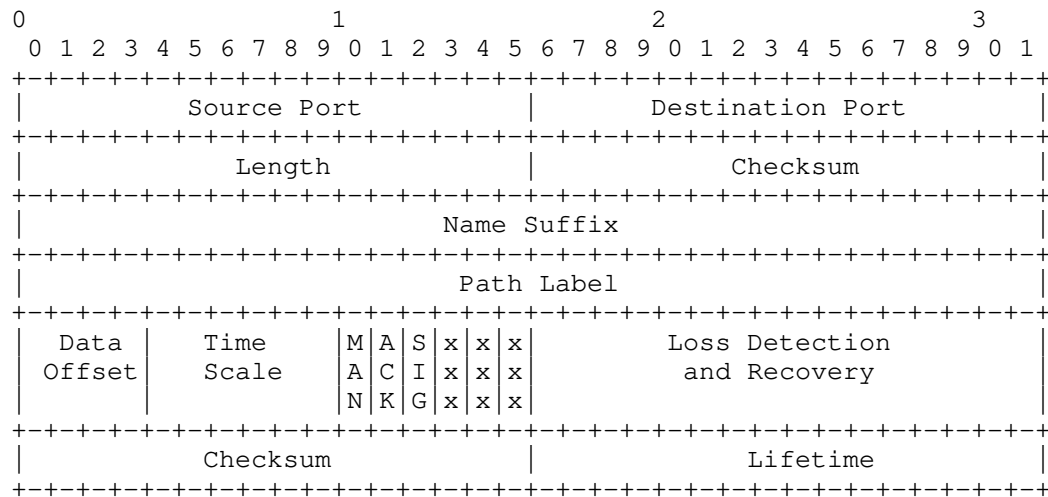 0                   1                   2                   3
 0 1 2 3 4 5 6 7 8 9 0 1 2 3 4 5 6 7 8 9 0 1 2 3 4 5 6 7 8 9 0 1
+-+-+-+-+-+-+-+-+-+-+-+-+-+-+-+-+-+-+-+-+-+-+-+-+-+-+-+-+-+-+-+-+
|          Source Port          |       Destination Port        |
+-+-+-+-+-+-+-+-+-+-+-+-+-+-+-+-+-+-+-+-+-+-+-+-+-+-+-+-+-+-+-+-+
|             Length            |            Checksum           |
+-+-+-+-+-+-+-+-+-+-+-+-+-+-+-+-+-+-+-+-+-+-+-+-+-+-+-+-+-+-+-+-+
|                          Name Suffix                          |
+-+-+-+-+-+-+-+-+-+-+-+-+-+-+-+-+-+-+-+-+-+-+-+-+-+-+-+-+-+-+-+-+
|                           Path Label                          |
+-+-+-+-+-+-+-+-+-+-+-+-+-+-+-+-+-+-+-+-+-+-+-+-+-+-+-+-+-+-+-+-+
|  Data |   Time    |M|A|S|x|x|x|        Loss Detection         |
| Offset|   Scale   |A|C|I|x|x|x|         and Recovery          |
|       |           |N|K|G|x|x|x|                               |
+-+-+-+-+-+-+-+-+-+-+-+-+-+-+-+-+-+-+-+-+-+-+-+-+-+-+-+-+-+-+-+-+
|           Checksum            |             Lifetime          |
+-+-+-+-+-+-+-+-+-+-+-+-+-+-+-+-+-+-+-+-+-+-+-+-+-+-+-+-+-+-+-+-+